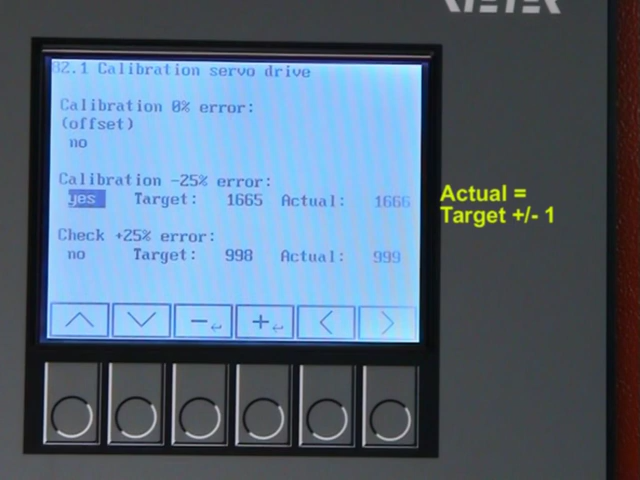 32.1 Calibration servo drive
Calibration 0% error:
(offset)
no
Calibration -25% error:
yes Target: 1665 Actual: 1666
Actual =
Target +/- 1
Check +25% error:
no Target: 998 Actual: 999